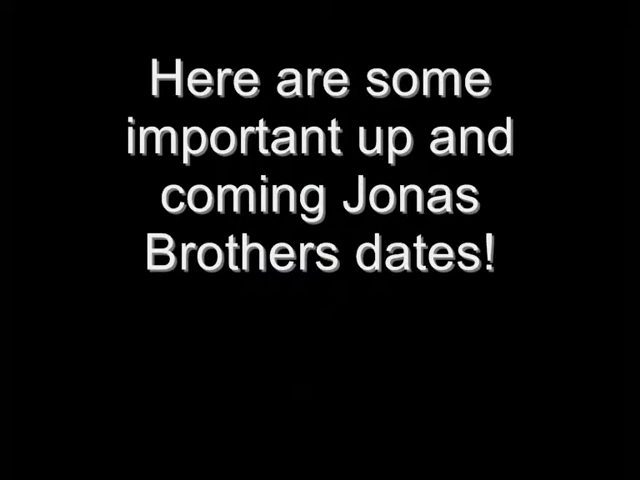 Here are some
important up and
coming Jonas
Brothers dates!